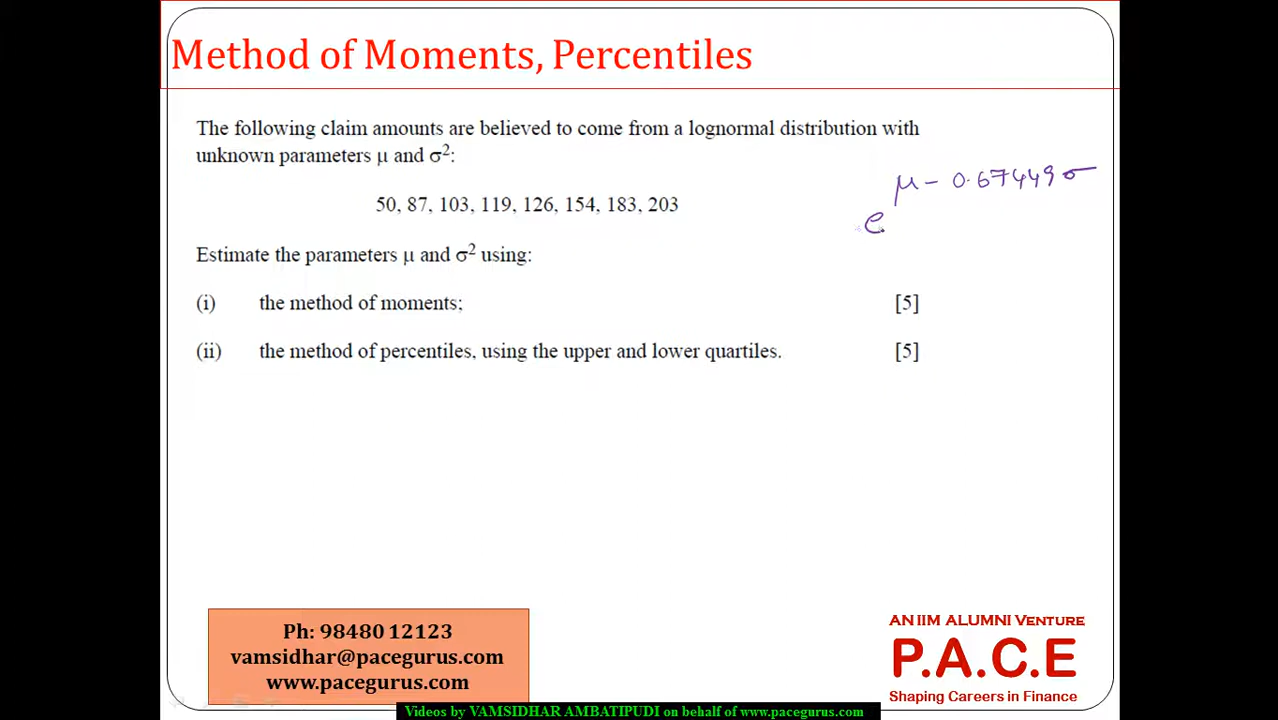 Method of Moments, Percentiles
The following claim amounts are believed to come from a lognormal distribution with
unknown parameters μ and σ²:
μ − 0.67449σ
e
50, 87, 103, 119, 126, 154, 183, 203
Estimate the parameters μ and σ² using:
(i) the method of moments; [5]
(ii) the method of percentiles, using the upper and lower quartiles. [5]
Ph: 98480 12123
vamsidhar@pacegurus.com
www.pacegurus.com
AN IIM ALUMNI VENTURE
P.A.C.E
Shaping Careers in Finance
Videos by VAMSIDHAR AMBATIPUDI on behalf of www.pacegurus.com